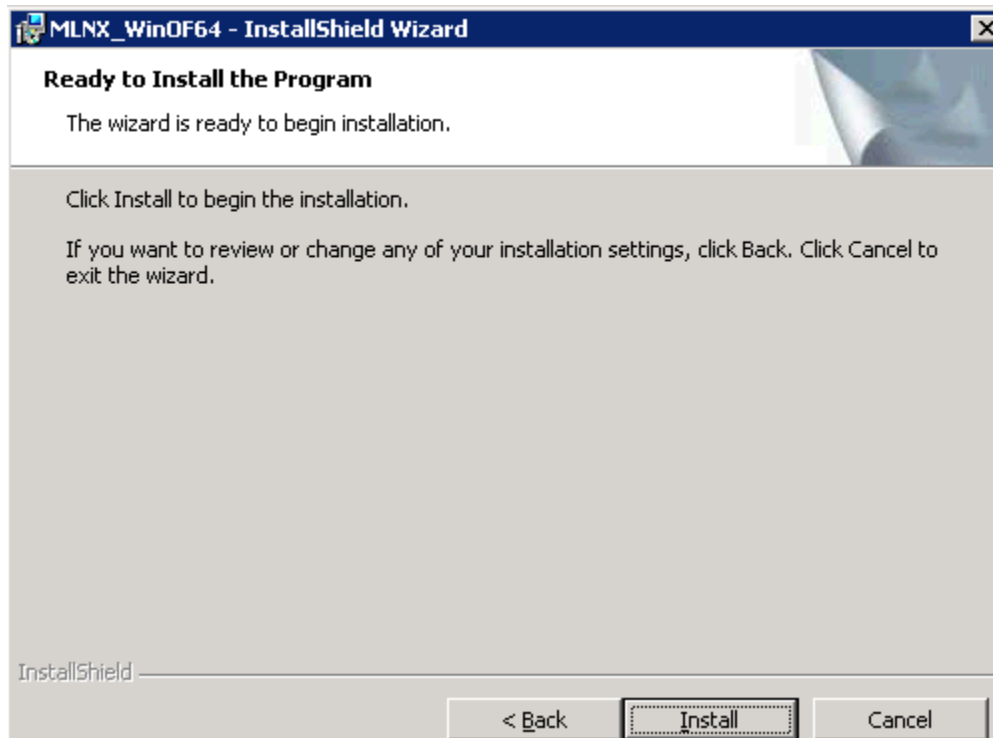 MLNX_WinOF64 - InstallShield Wizard
Ready to Install the Program
The wizard is ready to begin installation.
Click Install to begin the installation.
If you want to review or change any of your installation settings, click Back. Click Cancel to
exit the wizard.
InstallShield
< Back
Install
Cancel